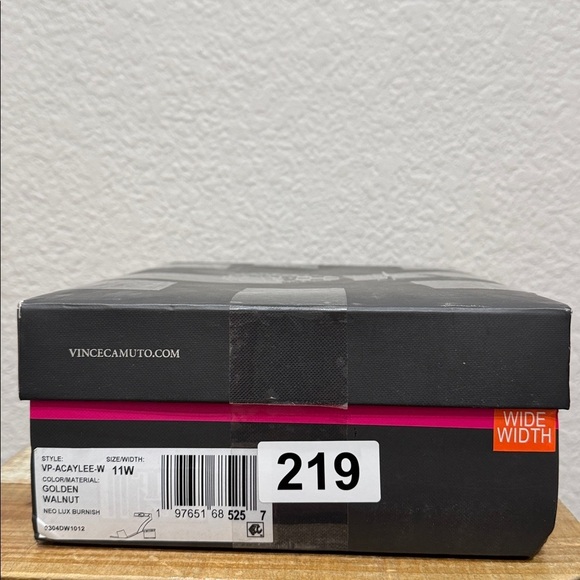 VINCECAMUTO.COM
WIDE
WIDTH
STYLE: SIZE/WIDTH:
VP-ACAYLEE-W 11W
COLOR/MATERIAL:
GOLDEN
WALNUT
NEO LUX BURNISH
0304DW1012
1 97651 68 525 7
219